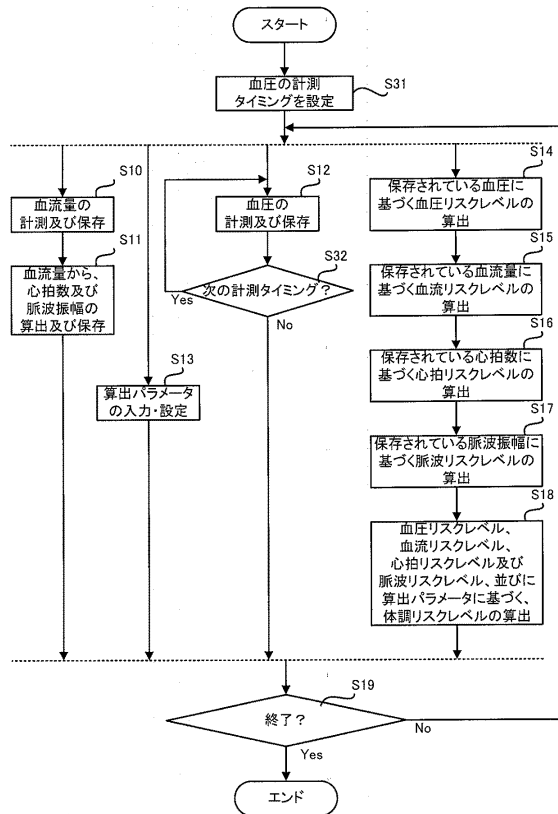 スタート
血圧の計測
タイミングを設定
S31
S10
血流量の
計測及び保存
S11
血流量から、
心拍数及び
脈波振幅の
算出及び保存
S13
算出パラメータ
の入力・設定
S12
血圧の
計測及び保存
S32
次の計測タイミング?
Yes
No
S14
保存されている血圧に
基づく血圧リスクレベルの
算出
S15
保存されている血流量に
基づく血流リスクレベルの
算出
S16
保存されている心拍数に
基づく心拍リスクレベルの
算出
S17
保存されている脈波振幅に
基づく脈波リスクレベルの
算出
S18
血圧リスクレベル、
血流リスクレベル、
心拍リスクレベル及び
脈波リスクレベル、並びに
算出パラメータに基づく、
体調リスクレベルの算出
S19
終了?
No
Yes
エンド